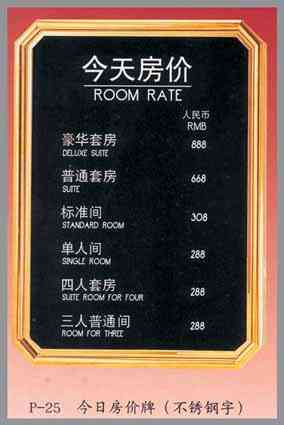 今天房价
ROOM RATE
人民币
RMB
豪华套房 888
DELUXE SUITE
普通套房 668
SUITE
标准间 308
STANDARD ROOM
单人间 288
SINGLE ROOM
四人套房 288
SUITE ROOM FOR FOUR
三人普通间 288
ROOM FOR THREE
P-25 今日房价牌(不锈钢字)